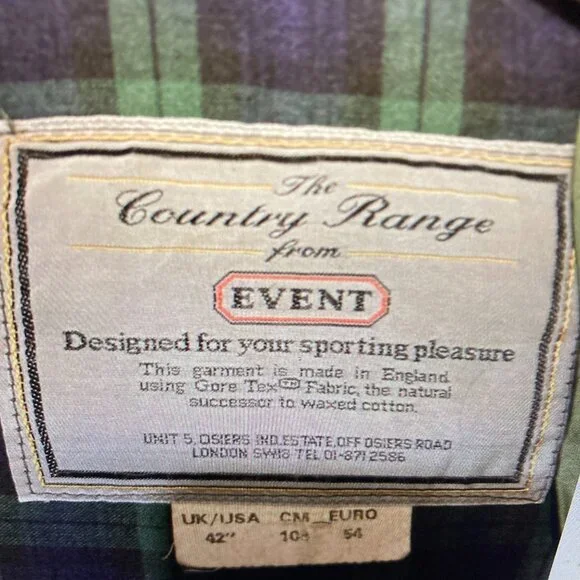 The
Country Range
from
EVENT
Designed for your sporting pleasure
This garment is made in England
using Gore Tex Fabric, the natural
successor to waxed cotton.
UNIT 5, OSIERS IND.ESTATE, OFF OSIERS ROAD
LONDON SW18 TEL 01-871 2586
UK/USA CM EURO
42" 54